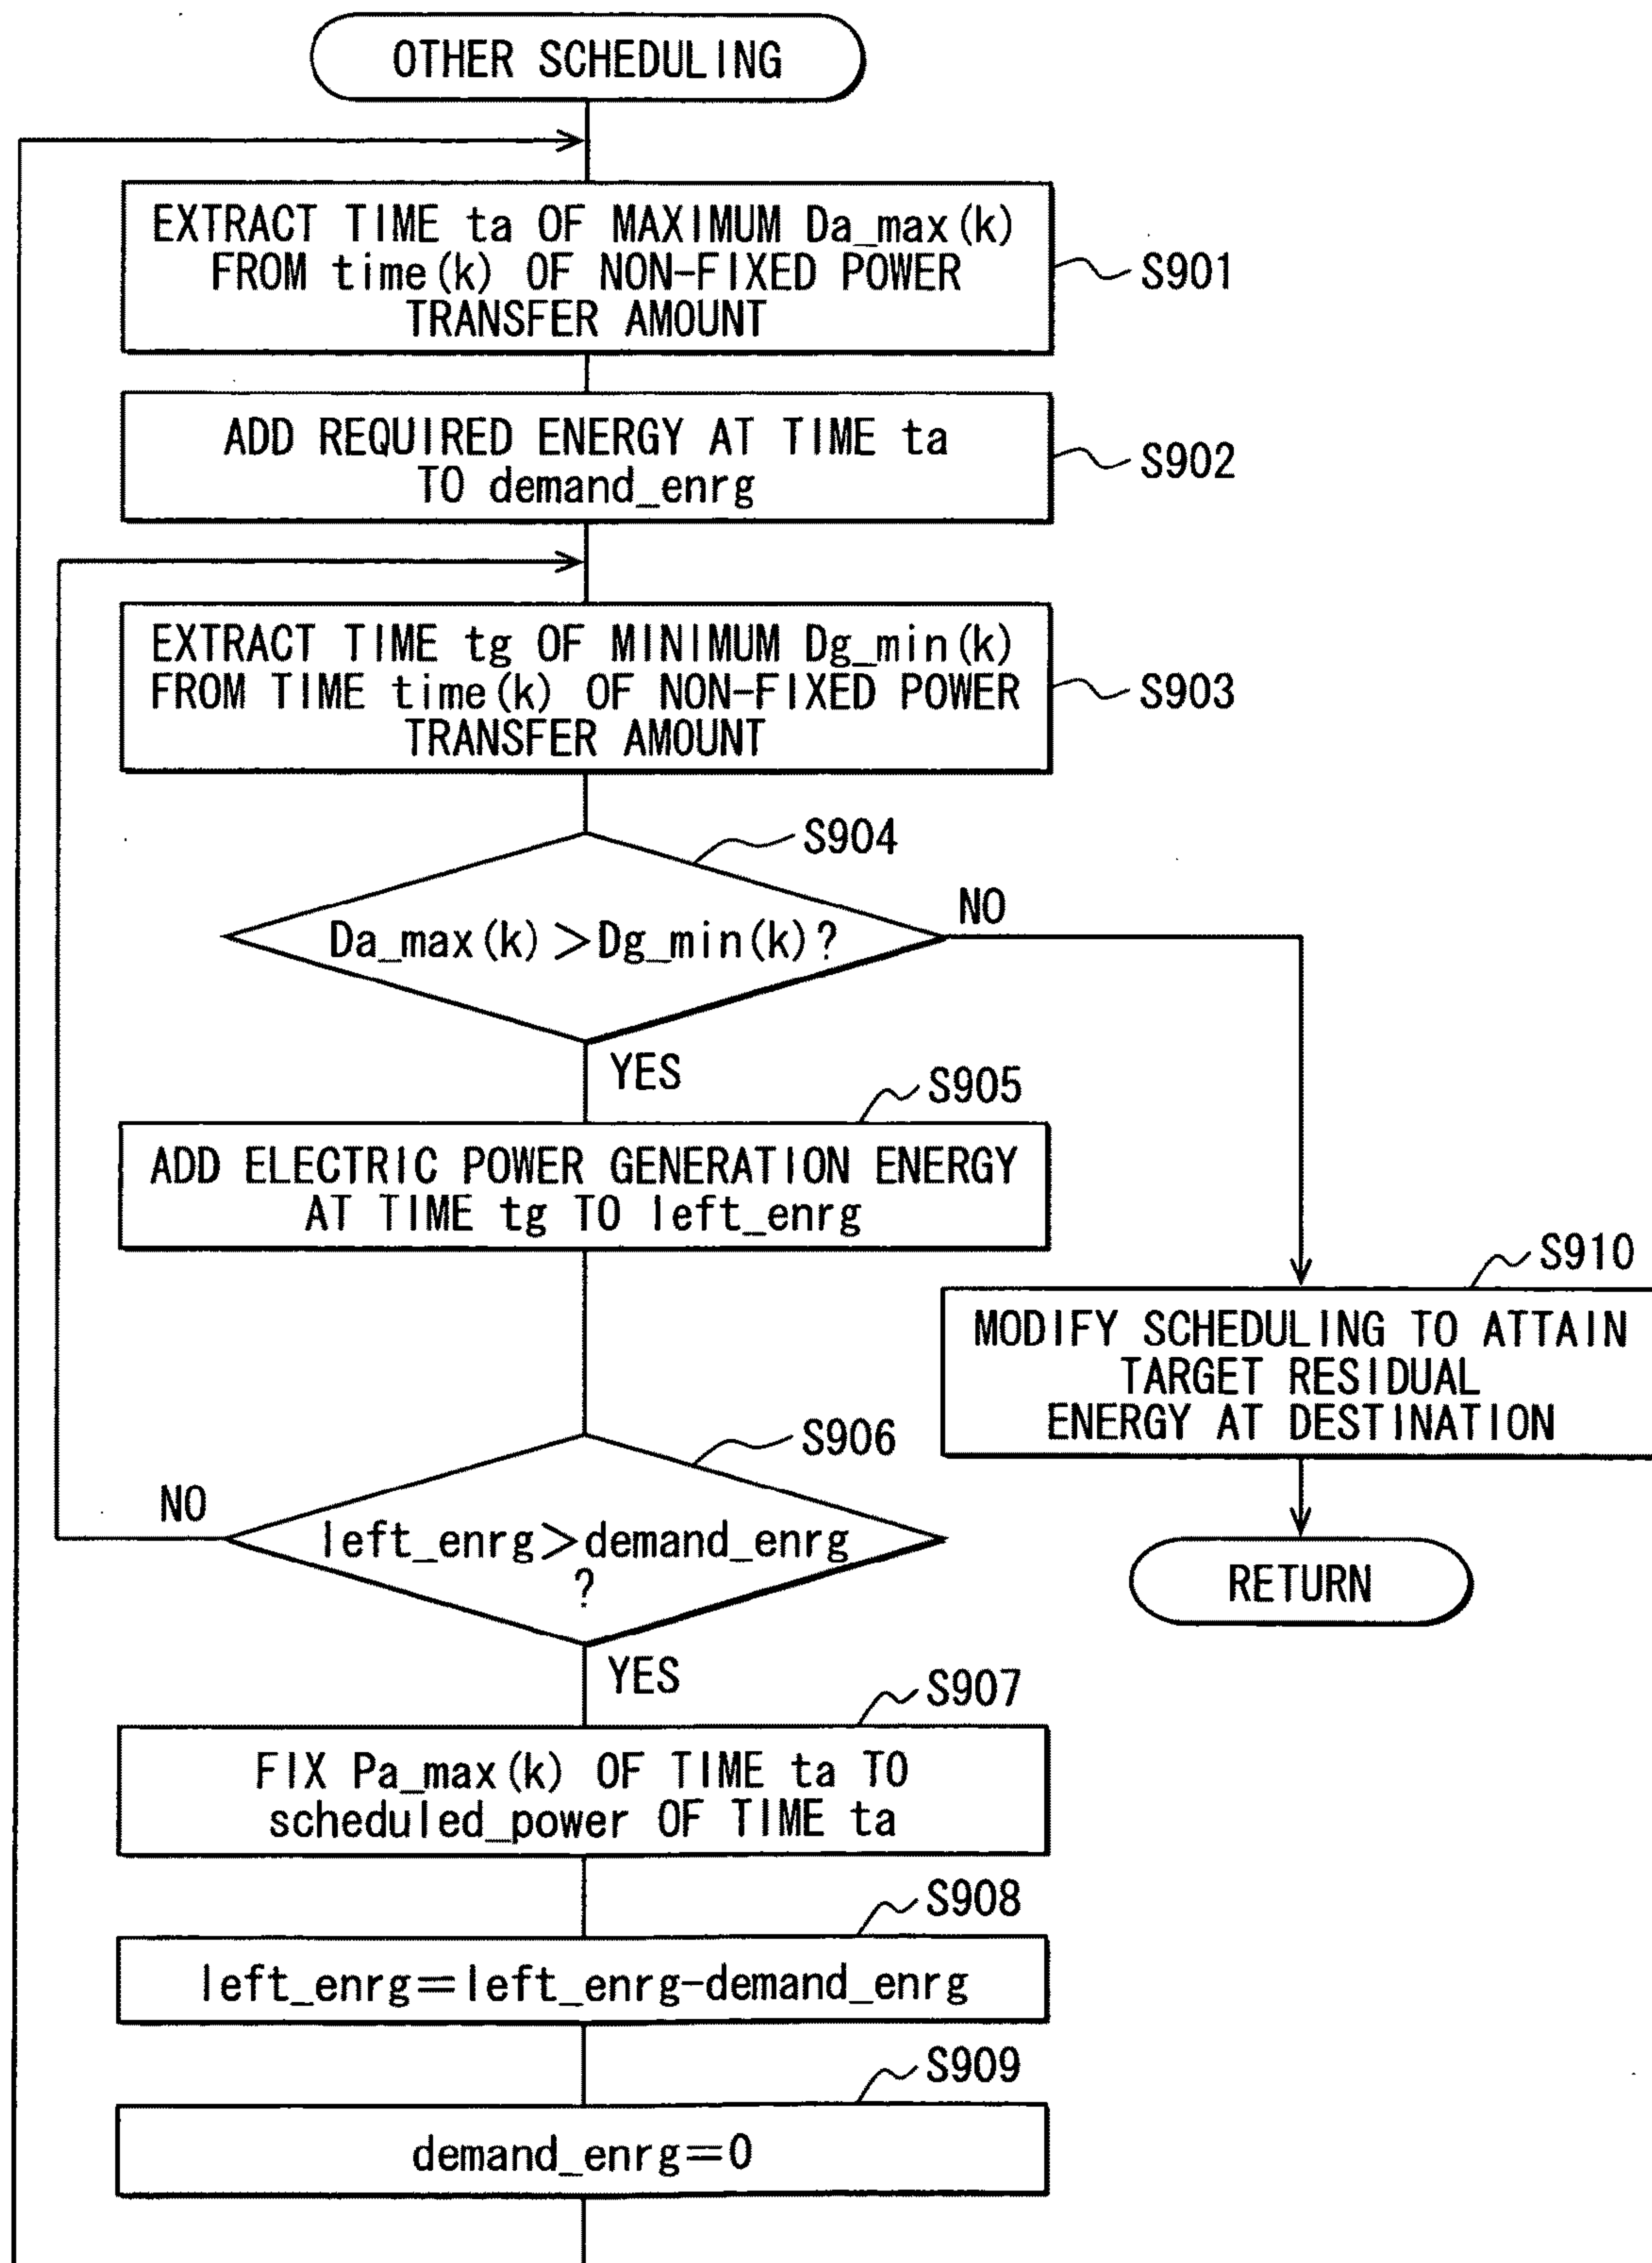 OTHER SCHEDULING
EXTRACT TIME ta OF MAXIMUM Da_max(k)
FROM time(k) OF NON-FIXED POWER
TRANSFER AMOUNT
S901
ADD REQUIRED ENERGY AT TIME ta
TO demand_enrg
S902
EXTRACT TIME tg OF MINIMUM Dg_min(k)
FROM TIME time(k) OF NON-FIXED POWER
TRANSFER AMOUNT
S903
S904
Da_max(k)>Dg_min(k)?
NO
YES
S905
ADD ELECTRIC POWER GENERATION ENERGY
AT TIME tg TO left_enrg
S910
MODIFY SCHEDULING TO ATTAIN
TARGET RESIDUAL
ENERGY AT DESTINATION
RETURN
S906
left_enrg>demand_enrg
?
NO
YES
S907
FIX Pa_max(k) OF TIME ta TO
scheduled_power OF TIME ta
S908
left_enrg=left_enrg-demand_enrg
S909
demand_enrg=0